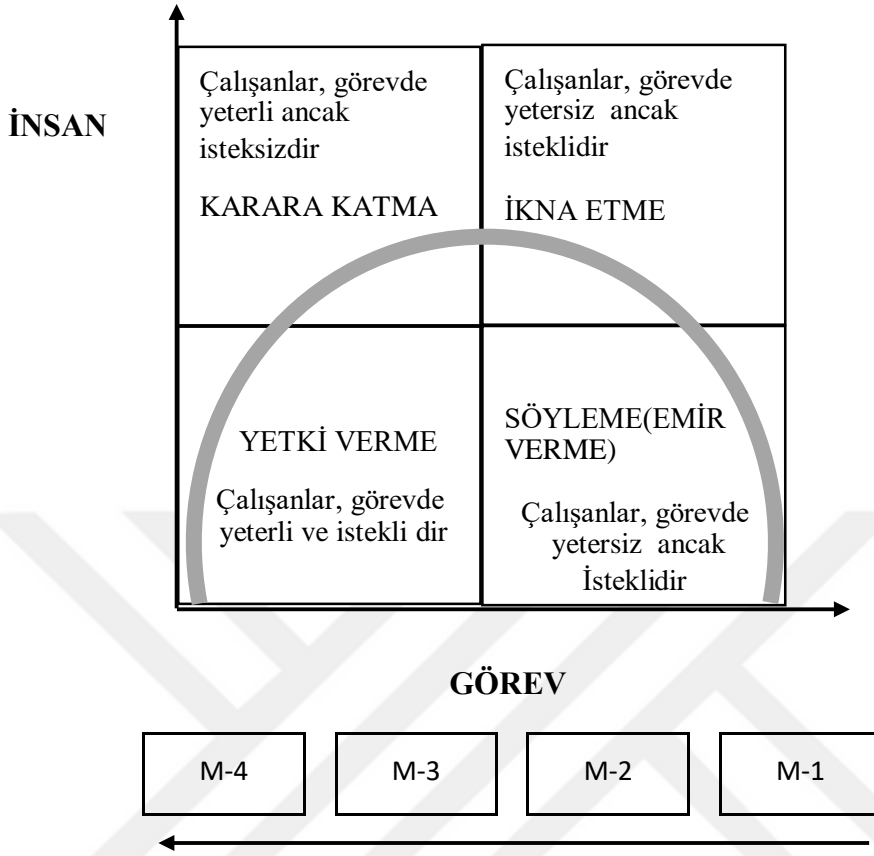 İNSAN
Çalışanlar, görevde
yeterli ancak
isteksizdir
KARARA KATMA
Çalışanlar, görevde
yetersiz ancak
isteklidir
İKNA ETME
YETKİ VERME
Çalışanlar, görevde
yeterli ve istekli dir
SÖYLEME(EMİR
VERME)
Çalışanlar, görevde
yetersiz ancak
İsteklidir
GÖREV
M-4
M-3
M-2
M-1